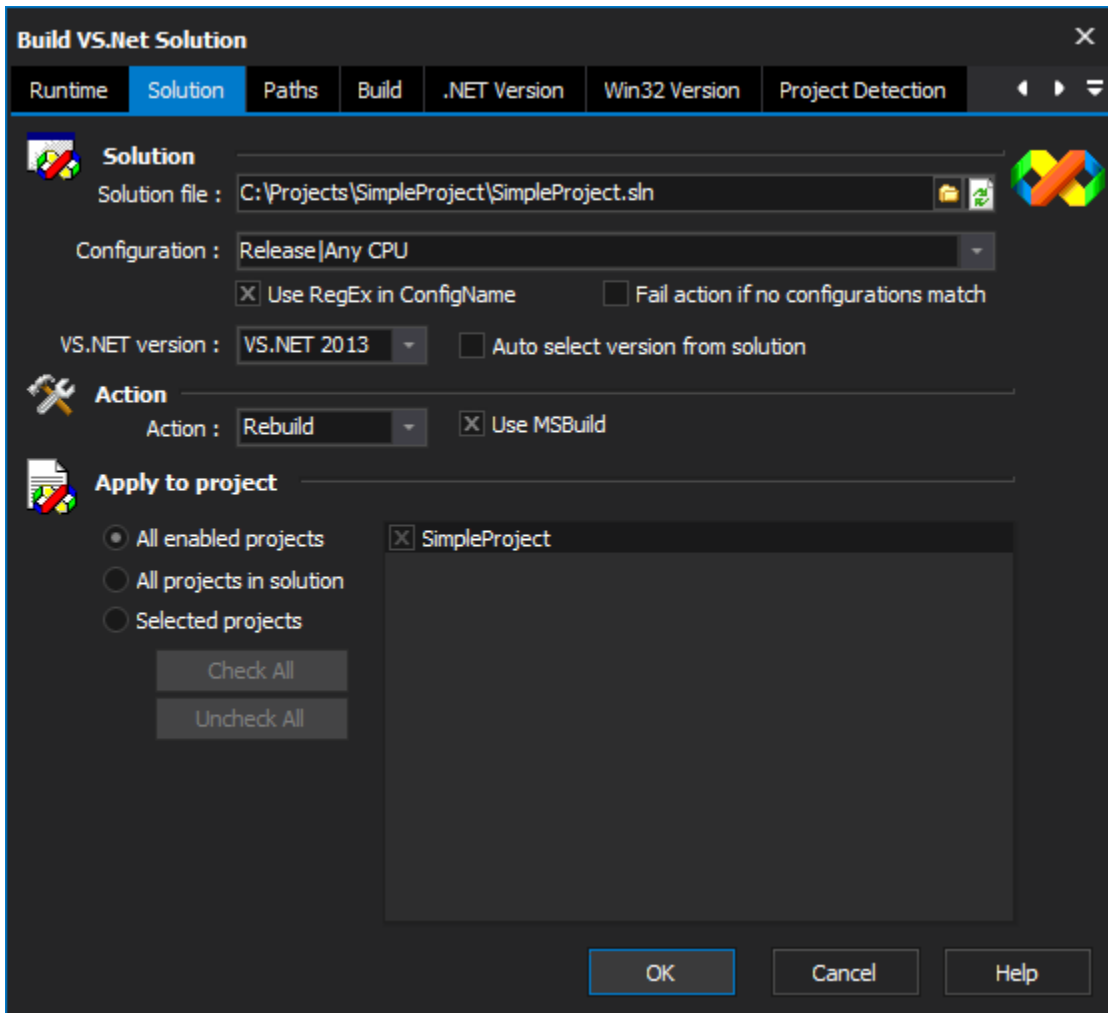 Build VS.Net Solution
Runtime Solution Paths Build .NET Version Win32 Version Project Detection
Solution
Solution file : C:\Projects\SimpleProject\SimpleProject.sln
Configuration : Release|Any CPU
Use RegEx in ConfigName Fail action if no configurations match
VS.NET version : VS.NET 2013 Auto select version from solution
Action
Action : Rebuild Use MSBuild
Apply to project
All enabled projects SimpleProject
All projects in solution
Selected projects
Check All
Uncheck All
OK Cancel Help